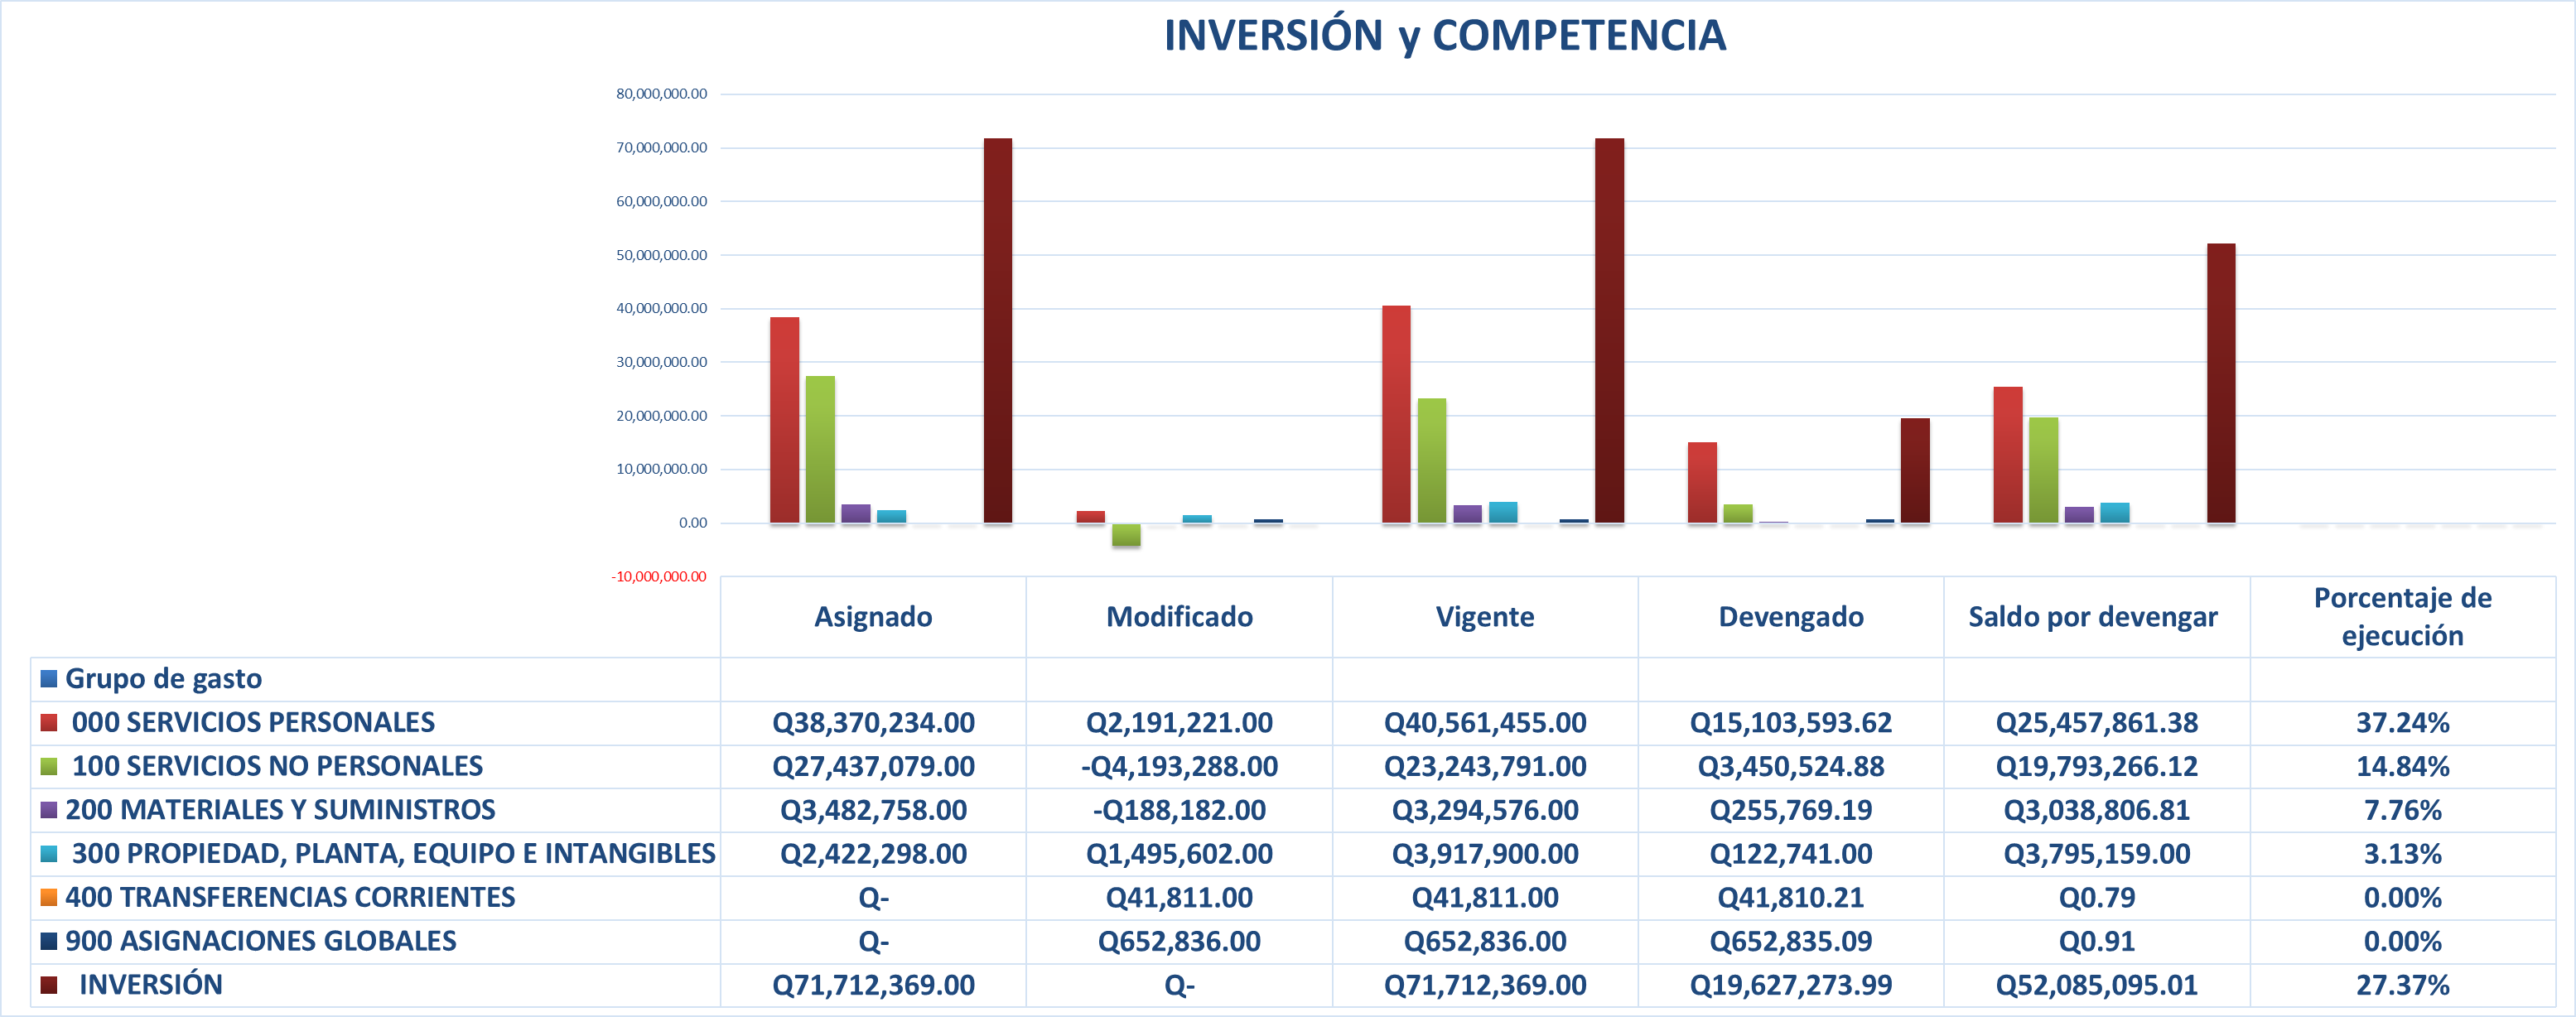 INVERSIÓN y COMPETENCIA
80,000,000.00
70,000,000.00
60,000,000.00
50,000,000.00
40,000,000.00
30,000,000.00
20,000,000.00
10,000,000.00
0.00
-10,000,000.00
Asignado Modificado Vigente Devengado Saldo por devengar Porcentaje de ejecución
Grupo de gasto
000 SERVICIOS PERSONALES Q38,370,234.00 Q2,191,221.00 Q40,561,455.00 Q15,103,593.62 Q25,457,861.38 37.24%
100 SERVICIOS NO PERSONALES Q27,437,079.00 -Q4,193,288.00 Q23,243,791.00 Q3,450,524.88 Q19,793,266.12 14.84%
200 MATERIALES Y SUMINISTROS Q3,482,758.00 -Q188,182.00 Q3,294,576.00 Q255,769.19 Q3,038,806.81 7.76%
300 PROPIEDAD, PLANTA, EQUIPO E INTANGIBLES Q2,422,298.00 Q1,495,602.00 Q3,917,900.00 Q122,741.00 Q3,795,159.00 3.13%
400 TRANSFERENCIAS CORRIENTES Q- Q41,811.00 Q41,811.00 Q41,810.21 Q0.79 0.00%
900 ASIGNACIONES GLOBALES Q- Q652,836.00 Q652,836.00 Q652,835.09 Q0.91 0.00%
INVERSIÓN Q71,712,369.00 Q- Q71,712,369.00 Q19,627,273.99 Q52,085,095.01 27.37%